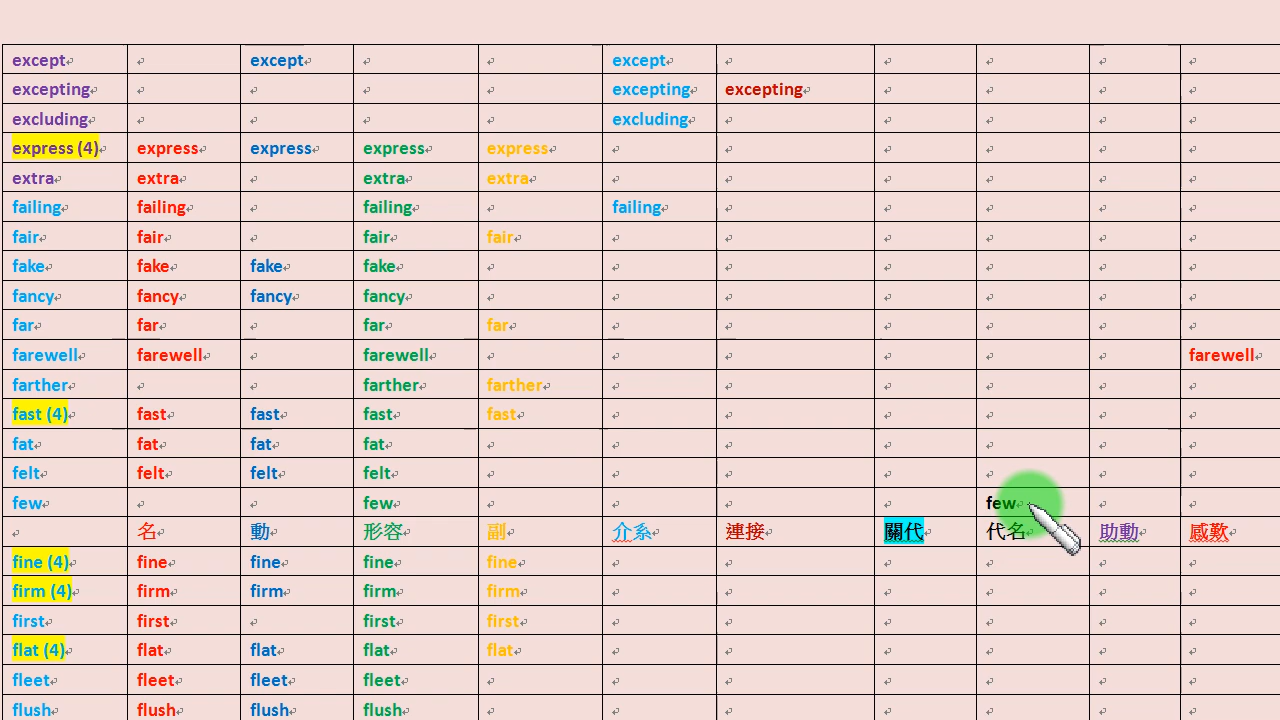 except except except
excepting excepting excepting
excluding excluding
express (4) express express express express
extra extra extra extra
failing failing failing failing
fair fair fair fair
fake fake fake fake
fancy fancy fancy fancy
far far far far
farewell farewell farewell farewell
farther farther farther
fast (4) fast fast fast fast
fat fat fat fat
felt felt felt felt
few few few
名 動 形容 副 介系 連接 關代 代名 助動 感歎
fine (4) fine fine fine fine
firm (4) firm firm firm firm
first first first first
flat (4) flat flat flat flat
fleet fleet fleet fleet
flush flush flush flush